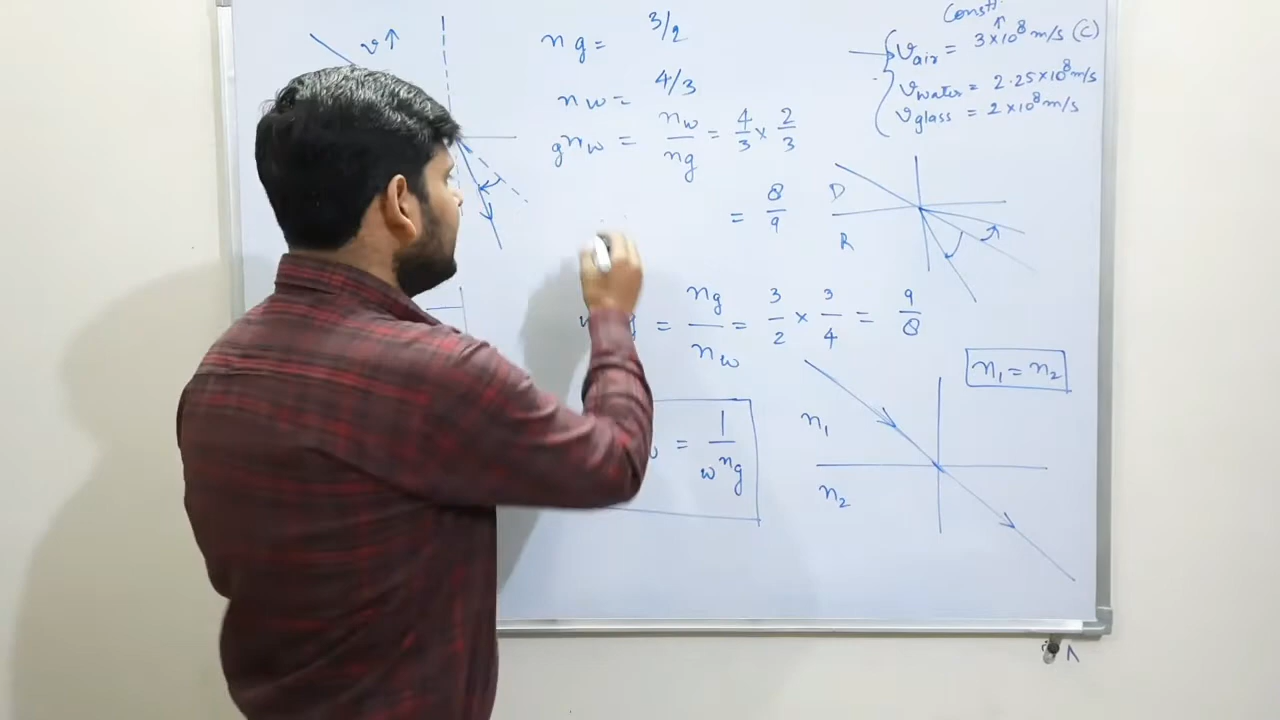 v↑
n g = 3/2
n w = 4/3
g n w = n w / n g = 4/3 × 2/3
= 8/9
= n g / n w = 3/2 × 3/4 = 9/8
= 1 / w n g
Const.
↑
v air = 3×10⁸ m/s (C)
v water = 2.25×10⁸ m/s
v glass = 2×10⁸ m/s
D
R
n₁ = n₂
n₁
n₂